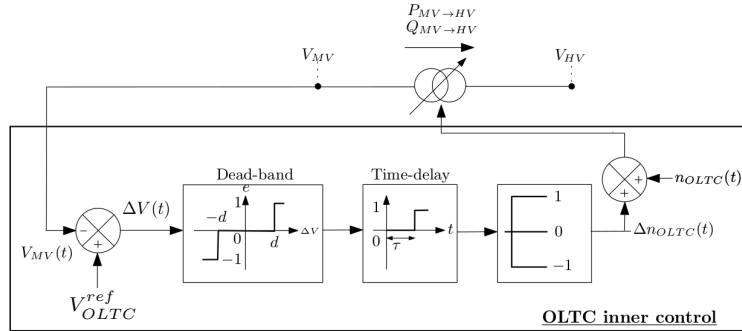 P_{MV→HV}
Q_{MV→HV}
V_{MV}
V_{HV}
Dead-band
Time-delay
e
1
−d
0
d
ΔV
−1
1
0
τ
t
1
0
−1
+
+
n_{OLTC}(t)
Δn_{OLTC}(t)
ΔV(t)
−
+
V_{MV}(t)
V_{OLTC}^{ref}
OLTC inner control